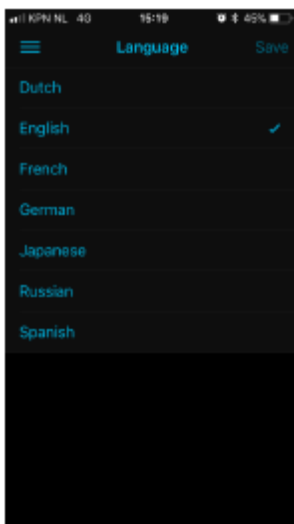 KPN NL 4G 15:19 45%
Language Save
Dutch
English
French
German
Japanese
Russian
Spanish